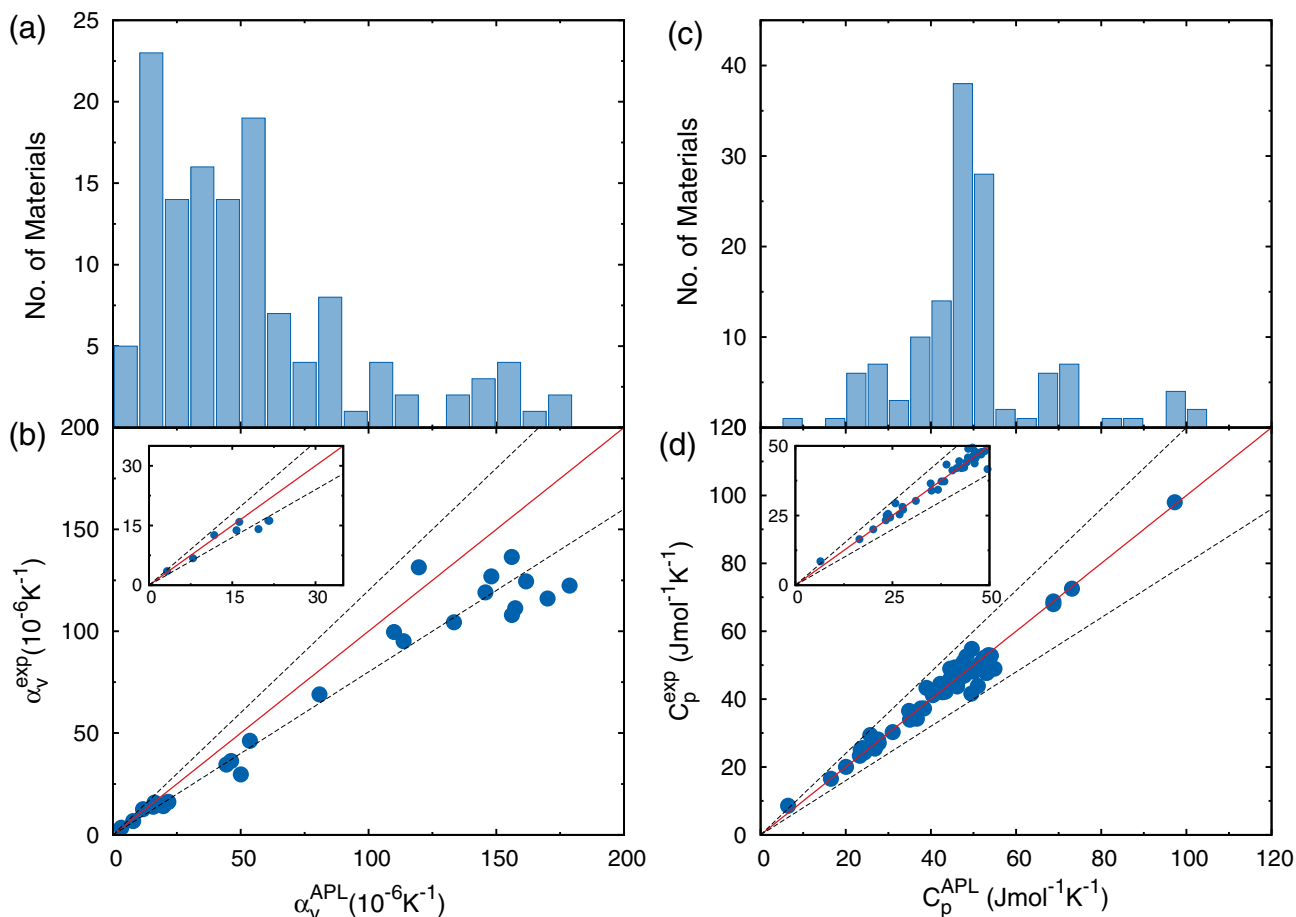 (a)
25
20
15
10
5
200
No. of Materials
(c)
40
30
20
10
120
No. of Materials
(b)
150
100
50
0
0 50 100 150 200
α_v^exp(10^-6K^-1)
α_v^APL(10^-6K^-1)
30
15
0
0 15 30
(d)
100
80
60
40
20
0
0 20 40 60 80 100 120
C_p^exp (Jmol^-1K^-1)
C_p^APL (Jmol^-1K^-1)
50
25
0
0 25 50